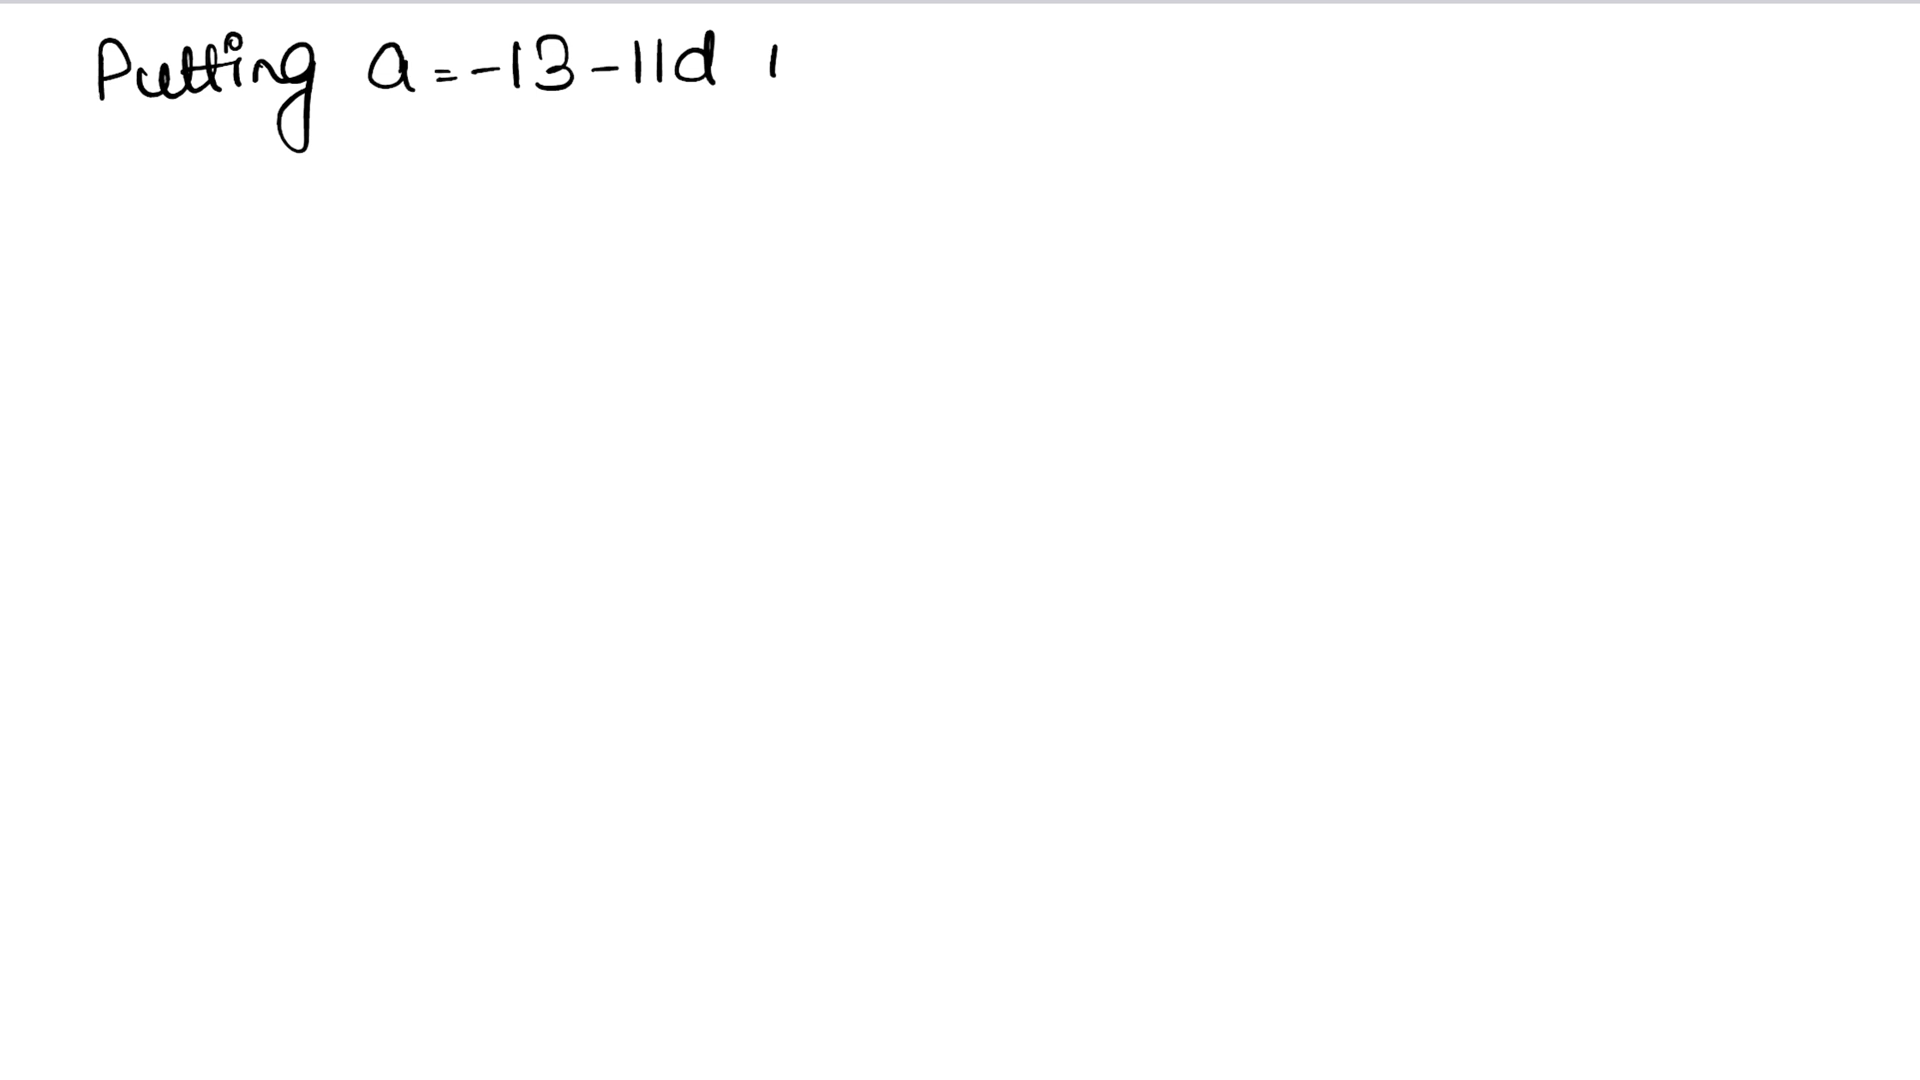 Putting a = -13 - 11d